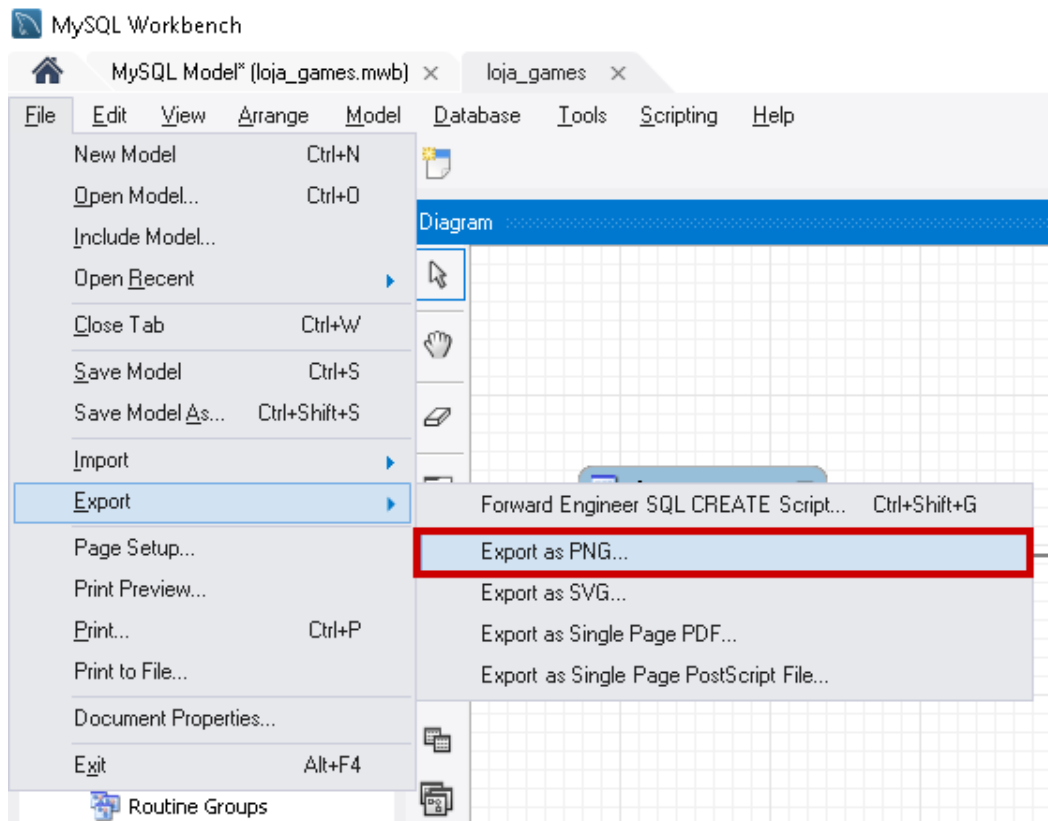 MySQL Workbench
MySQL Model* (loja_games.mwb) × loja_games ×
File Edit View Arrange Model Database Tools Scripting Help
New Model Ctrl+N
Open Model... Ctrl+O
Include Model...
Open Recent
Close Tab Ctrl+W
Save Model Ctrl+S
Save Model As... Ctrl+Shift+S
Import
Export
Page Setup...
Print Preview...
Print... Ctrl+P
Print to File...
Document Properties...
Exit Alt+F4
Routine Groups
Diagram
Forward Engineer SQL CREATE Script... Ctrl+Shift+G
Export as PNG...
Export as SVG...
Export as Single Page PDF...
Export as Single Page PostScript File...